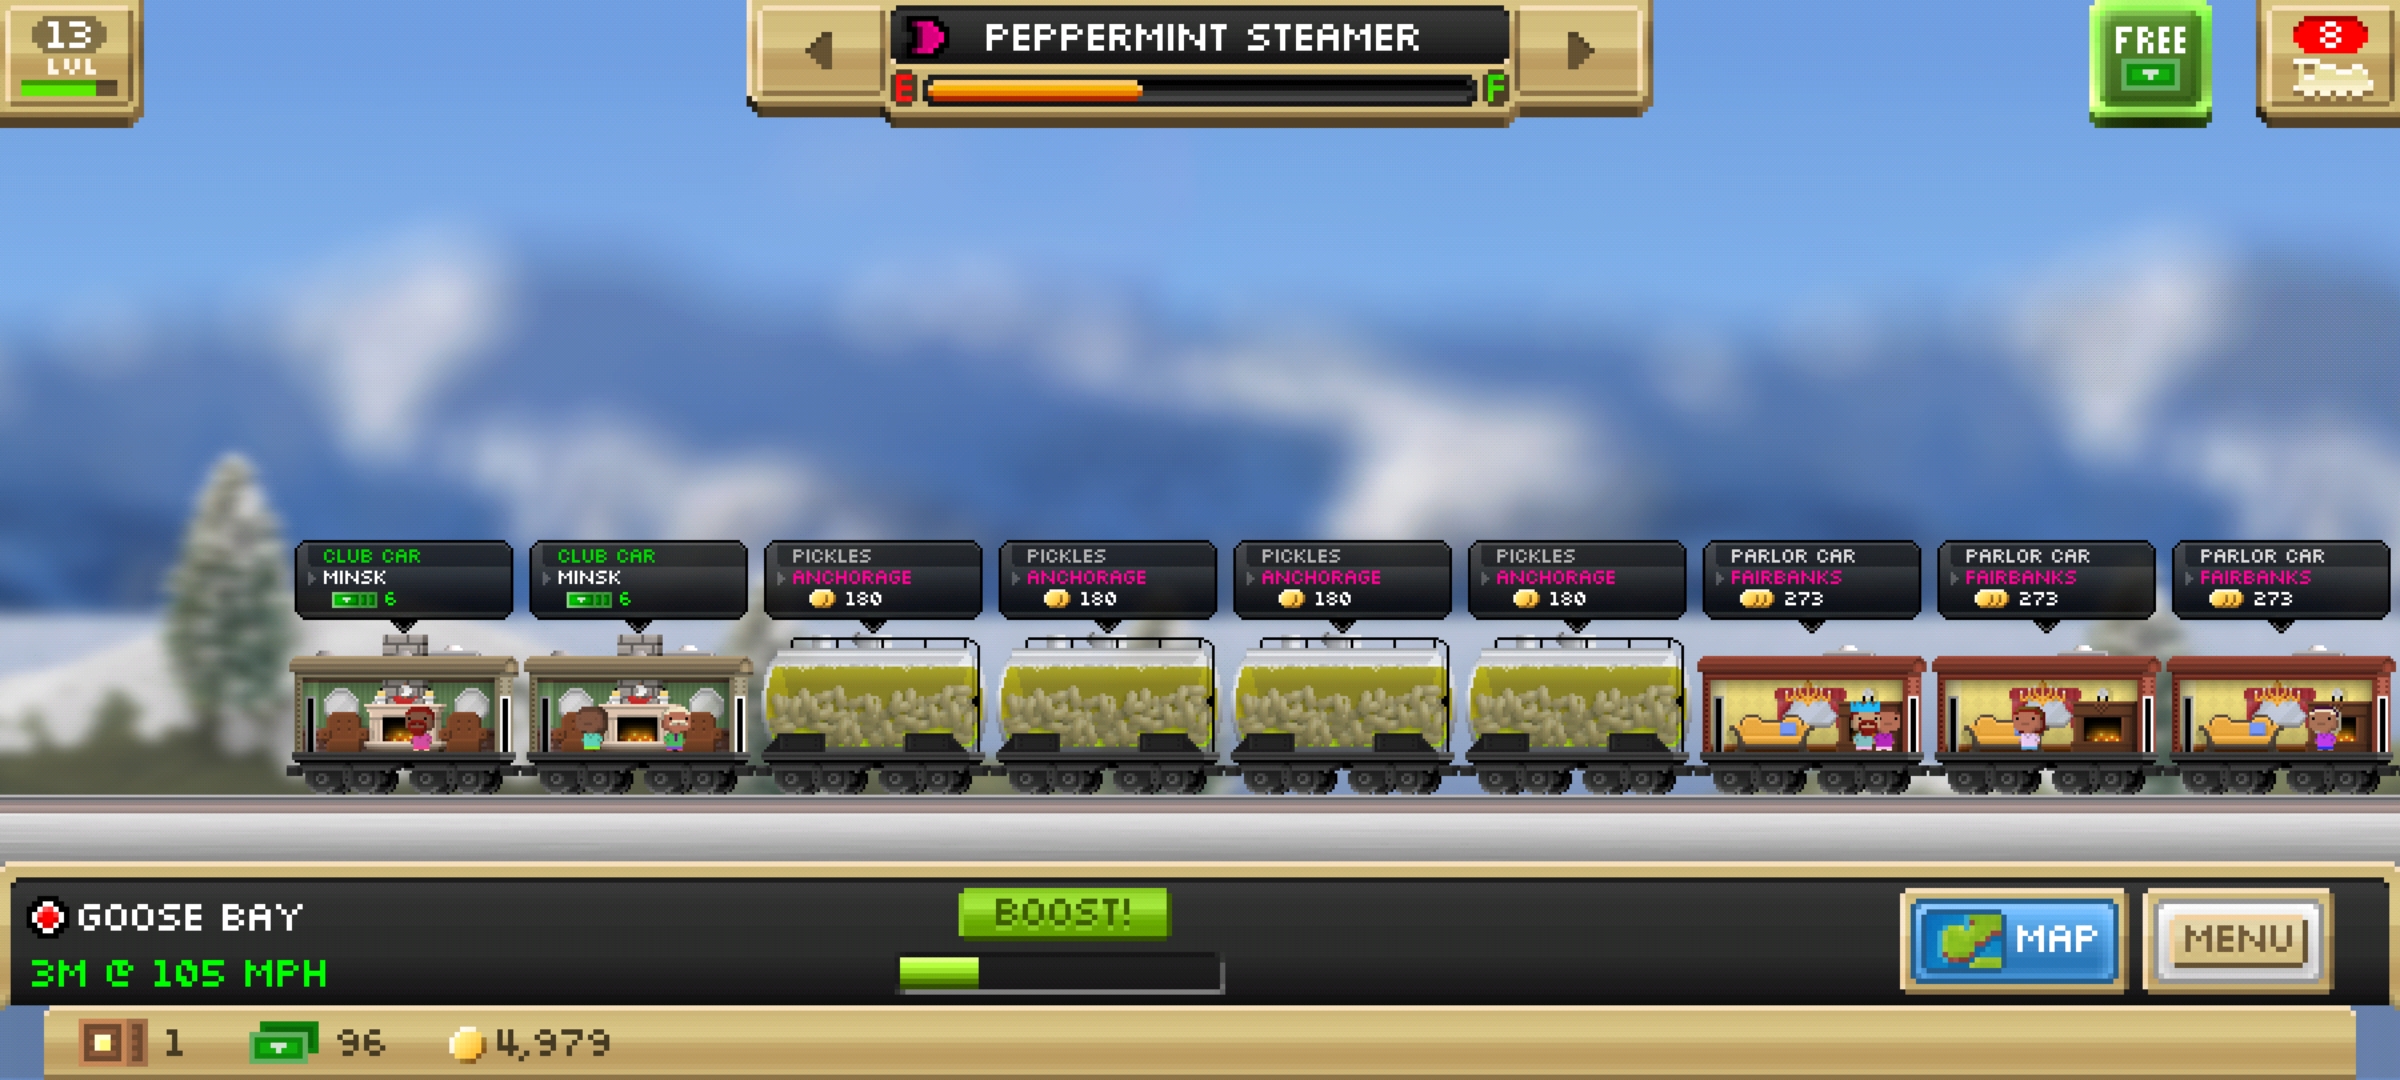 13
LVL
PEPPERMINT STEAMER
E F
FREE
8
CLUB CAR
MINSK
6
CLUB CAR
MINSK
6
PICKLES
ANCHORAGE
180
PICKLES
ANCHORAGE
180
PICKLES
ANCHORAGE
180
PICKLES
ANCHORAGE
180
PARLOR CAR
FAIRBANKS
273
PARLOR CAR
FAIRBANKS
273
PARLOR CAR
FAIRBANKS
273
GOOSE BAY
3M @ 105 MPH
BOOST!
MAP
MENU
1
96
4,979